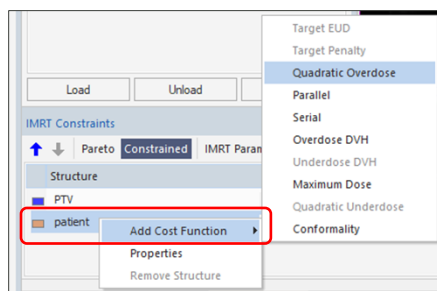 Target EUD
Target Penalty
Quadratic Overdose
Parallel
Serial
Overdose DVH
Underdose DVH
Maximum Dose
Quadratic Underdose
Conformality
Load
Unload
IMRT Constraints
Pareto
Constrained
IMRT Param
Structure
PTV
patient
Add Cost Function
Properties
Remove Structure